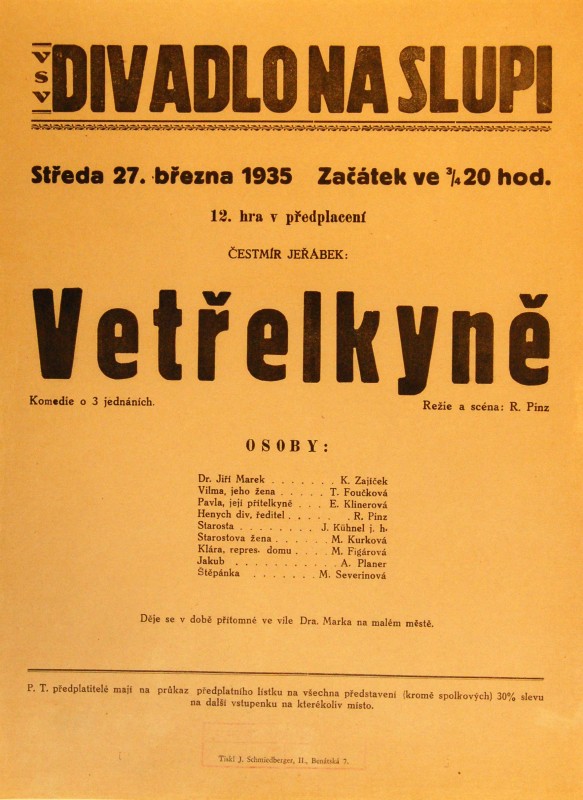 VSV DIVADLO NA SLUPI
Středa 27. března 1935 Začátek ve ¾ 20 hod.
12. hra v předplacení
ČESTMÍR JEŘÁBEK:
Vetřelkyně
Komedie o 3 jednáních.
Režie a scéna: R. Pinz
OSOBY:
Dr. Jiří Marek . . . . . . . K. Zajíček
Vilma, jeho žena . . . . . T. Foučková
Pavla, její přítelkyně . . . E. Klinerová
Henych div. ředitel . . . . . R. Pinz
Starosta . . . . . . . . . J. Kühnel j. h.
Starostova žena . . . . . . M. Kurková
Klára, repres. domu . . . . M. Figárová
Jakub . . . . . . . . . . . A. Planer
Štěpánka . . . . . . . M. Severinová
Děje se v době přítomné ve vile Dra. Marka na malém městě.
P. T. předplatitelé mají na průkaz předplatního lístku na všechna představení (kromě spolkových) 30% slevu
na další vstupenku na kterékoliv místo.
Tiskl J. Schmiedberger, II., Benátská 7.